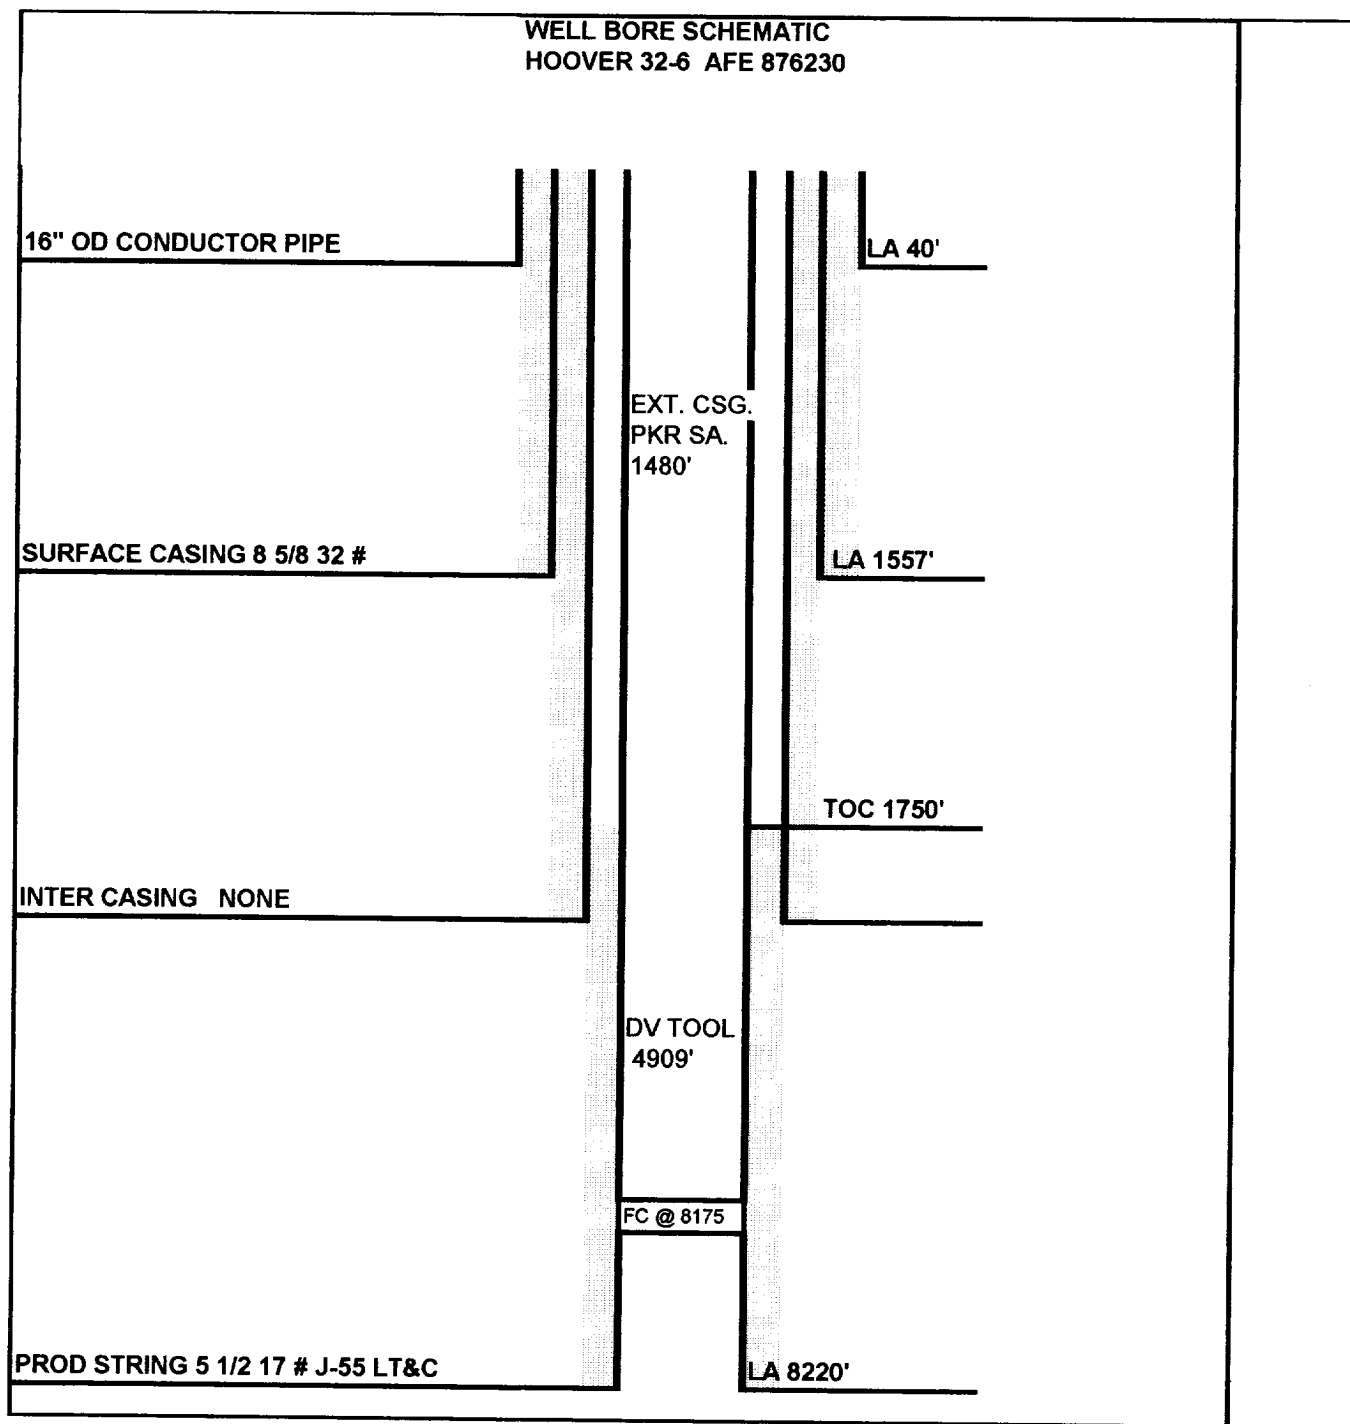 WELL BORE SCHEMATIC
HOOVER 32-6 AFE 876230
16" OD CONDUCTOR PIPE
LA 40'
EXT. CSG.
PKR SA.
1480'
SURFACE CASING 8 5/8 32 #
LA 1557'
TOC 1750'
INTER CASING NONE
DV TOOL
4909'
FC @ 8175
PROD STRING 5 1/2 17 # J-55 LT&C
LA 8220'